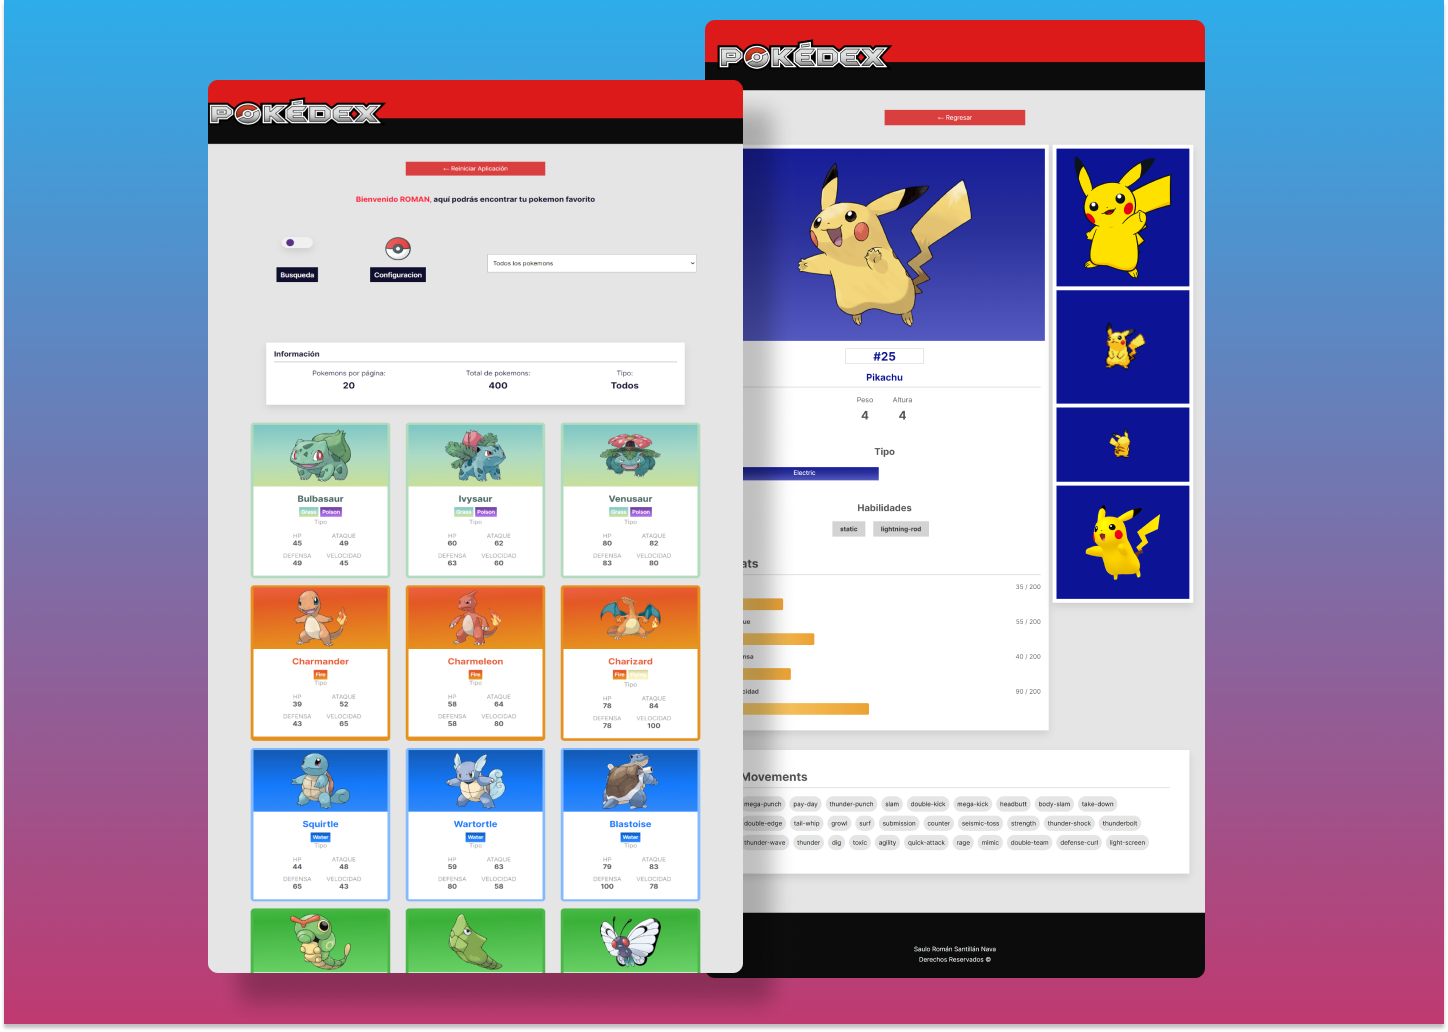 POKÉDEX
← Reiniciar Aplicación
Bienvenido ROMAN, aquí podrás encontrar tu pokemon favorito
Busqueda
Configuracion
Todos los pokemons
Información
Pokemons por página:
20
Total de pokemons:
400
Tipo:
Todos
Bulbasaur
Grass Poison
Tipo
HP ATAQUE
45 49
DEFENSA VELOCIDAD
49 45
Ivysaur
Grass Poison
Tipo
HP ATAQUE
60 62
DEFENSA VELOCIDAD
63 60
Venusaur
Grass Poison
Tipo
HP ATAQUE
80 82
DEFENSA VELOCIDAD
83 80
Charmander
Fire
Tipo
HP ATAQUE
39 52
DEFENSA VELOCIDAD
43 65
Charmeleon
Fire
Tipo
HP ATAQUE
58 64
DEFENSA VELOCIDAD
58 80
Charizard
Fire
Tipo
HP ATAQUE
78 84
DEFENSA VELOCIDAD
78 100
Squirtle
Water
Tipo
HP ATAQUE
44 48
DEFENSA VELOCIDAD
65 43
Wartortle
Water
Tipo
HP ATAQUE
59 63
DEFENSA VELOCIDAD
80 58
Blastoise
Water
Tipo
HP ATAQUE
79 83
DEFENSA VELOCIDAD
100 78
POKÉDEX
← Regresar
#25
Pikachu
Peso Altura
4 4
Tipo
Electric
Habilidades
static lightning-rod
ats
35 / 200
ue 55 / 200
nsa 40 / 200
cidad 90 / 200
Movements
mega-punch pay-day thunder-punch slam double-kick mega-kick headbutt body-slam take-down
double-edge tail-whip growl surf submission counter seismic-toss strength thunder-shock thunderbolt
thunder-wave thunder dig toxic agility quick-attack rage mimic double-team defense-curl light-screen
Saulo Román Santillán Nava
Derechos Reservados ©